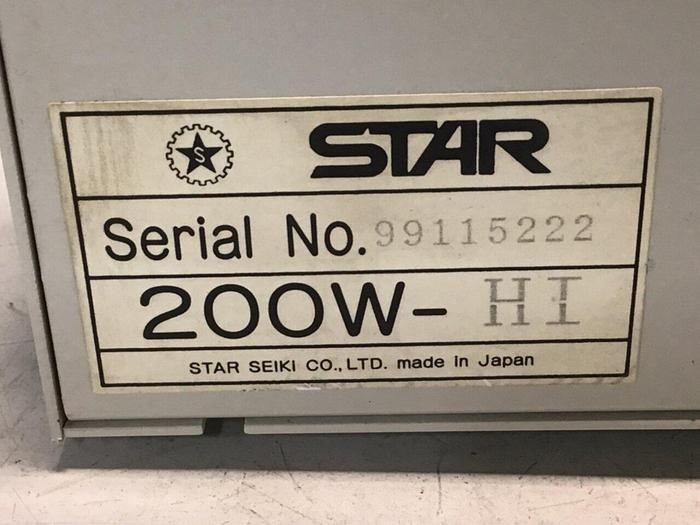 S STAR
Serial No. 99115222
200W- HI
STAR SEIKI CO., LTD. made in Japan